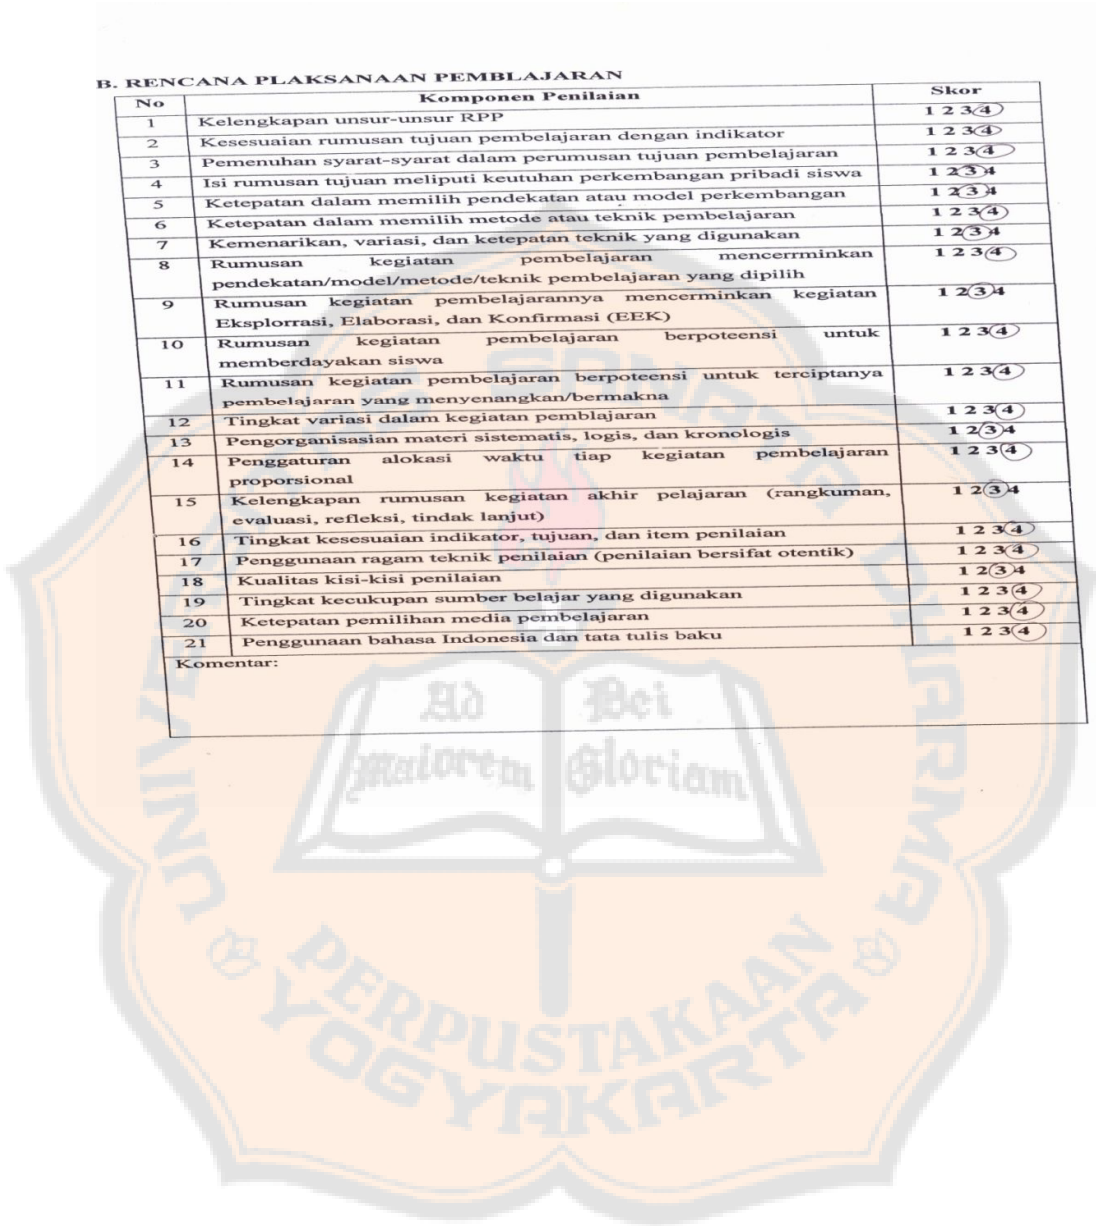 B. RENCANA PLAKSANAAN PEMBLAJARAN
No Komponen Penilaian Skor
1 Kelengkapan unsur-unsur RPP 1 2 3 4
2 Kesesuaian rumusan tujuan pembelajaran dengan indikator 1 2 3 4
3 Pemenuhan syarat-syarat dalam perumusan tujuan pembelajaran 1 2 3 4
4 Isi rumusan tujuan meliputi keutuhan perkembangan pribadi siswa 1 2 3 4
5 Ketepatan dalam memilih pendekatan atau model perkembangan 1 2 3 4
6 Ketepatan dalam memilih metode atau teknik pembelajaran 1 2 3 4
7 Kemenarikan, variasi, dan ketepatan teknik yang digunakan 1 2 3 4
8 Rumusan kegiatan pembelajaran mencerrminkan 1 2 3 4
pendekatan/model/metode/teknik pembelajaran yang dipilih
9 Rumusan kegiatan pembelajarannya mencerminkan kegiatan 1 2 3 4
Eksplorrasi, Elaborasi, dan Konfirmasi (EEK)
10 Rumusan kegiatan pembelajaran berpoteensi untuk 1 2 3 4
memberdayakan siswa
11 Rumusan kegiatan pembelajaran berpoteensi untuk terciptanya 1 2 3 4
pembelajaran yang menyenangkan/bermakna
12 Tingkat variasi dalam kegiatan pemblajaran 1 2 3 4
13 Pengorganisasian materi sistematis, logis, dan kronologis 1 2 3 4
14 Penggaturan alokasi waktu tiap kegiatan pembelajaran 1 2 3 4
proporsional
15 Kelengkapan rumusan kegiatan akhir pelajaran (rangkuman, 1 2 3 4
evaluasi, refleksi, tindak lanjut)
16 Tingkat kesesuaian indikator, tujuan, dan item penilaian 1 2 3 4
17 Penggunaan ragam teknik penilaian (penilaian bersifat otentik) 1 2 3 4
18 Kualitas kisi-kisi penilaian 1 2 3 4
19 Tingkat kecukupan sumber belajar yang digunakan 1 2 3 4
20 Ketepatan pemilihan media pembelajaran 1 2 3 4
21 Penggunaan bahasa Indonesia dan tata tulis baku 1 2 3 4
Komentar:
UNIVERSITAS SANATA DHARMA
Ad Dei
maiorem Gloriam
PERPUSTAKAAN
YOGYAKARTA